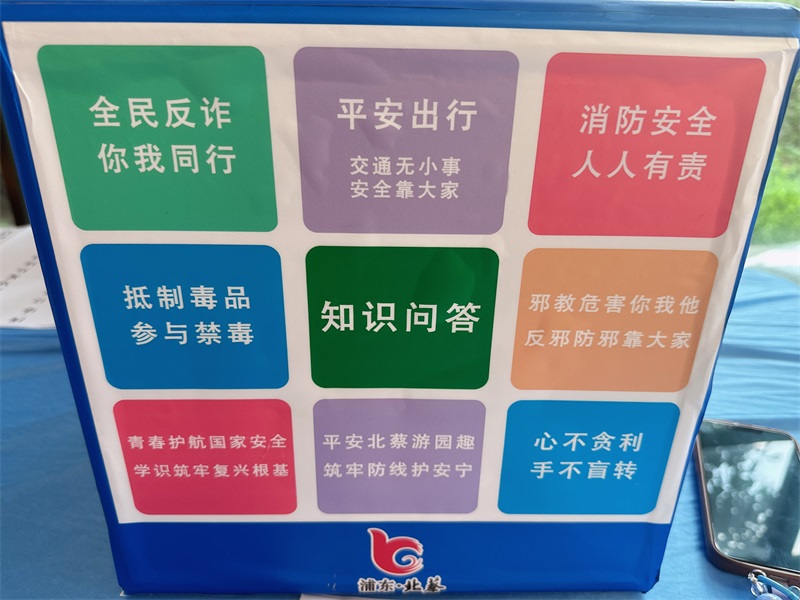 全民反诈
你我同行
平安出行
交通无小事
安全靠大家
消防安全
人人有责
抵制毒品
参与禁毒
知识问答
邪教危害你我他
反邪防邪靠大家
青春护航国家安全
学识筑牢复兴根基
平安北蔡游园趣
筑牢防线护安宁
心不贪利
手不盲转
浦东·北蔡